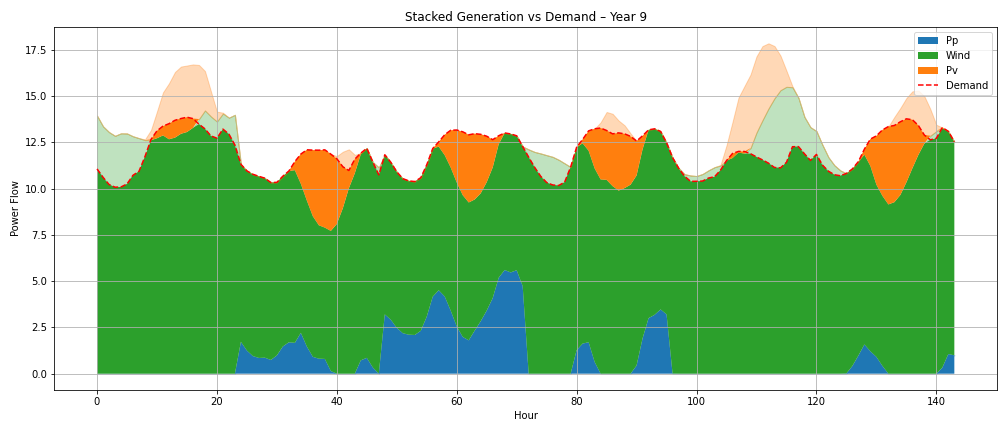 Stacked Generation vs Demand – Year 9
Pp
Wind
Pv
Demand
Power Flow
17.5
15.0
12.5
10.0
7.5
5.0
2.5
0.0
0 20 40 60 80 100 120 140
Hour